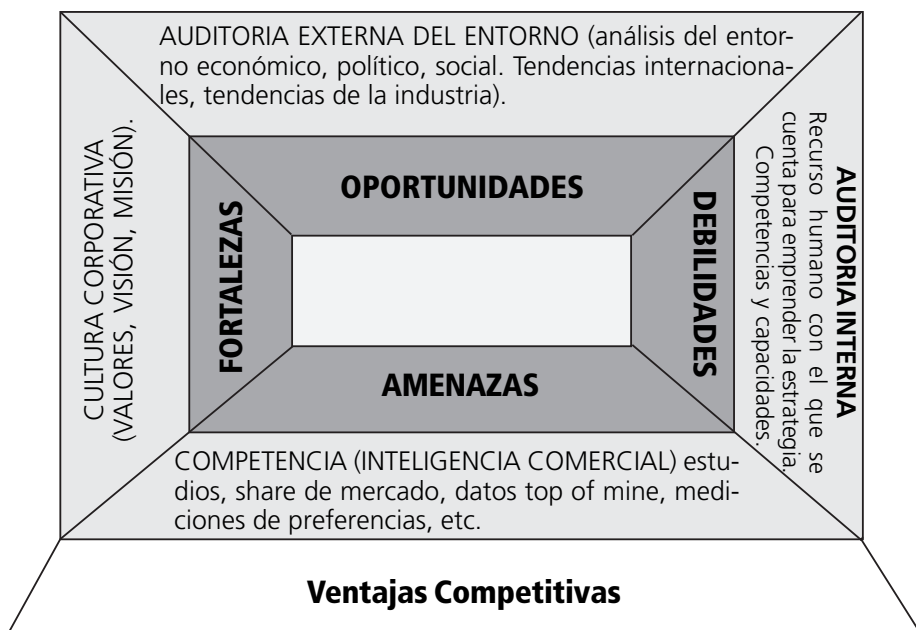 AUDITORIA EXTERNA DEL ENTORNO (análisis del entor-
no económico, político, social. Tendencias internaciona-
les, tendencias de la industria).
CULTURA CORPORATIVA
(VALORES, VISIÓN, MISIÓN).
OPORTUNIDADES
FORTALEZAS
DEBILIDADES
AMENAZAS
AUDITORIA INTERNA
Recurso humano con el que se
cuenta para emprender la estrategia.
Competencias y capacidades.
COMPETENCIA (INTELIGENCIA COMERCIAL) estu-
dios, share de mercado, datos top of mine, medi-
ciones de preferencias, etc.
Ventajas Competitivas